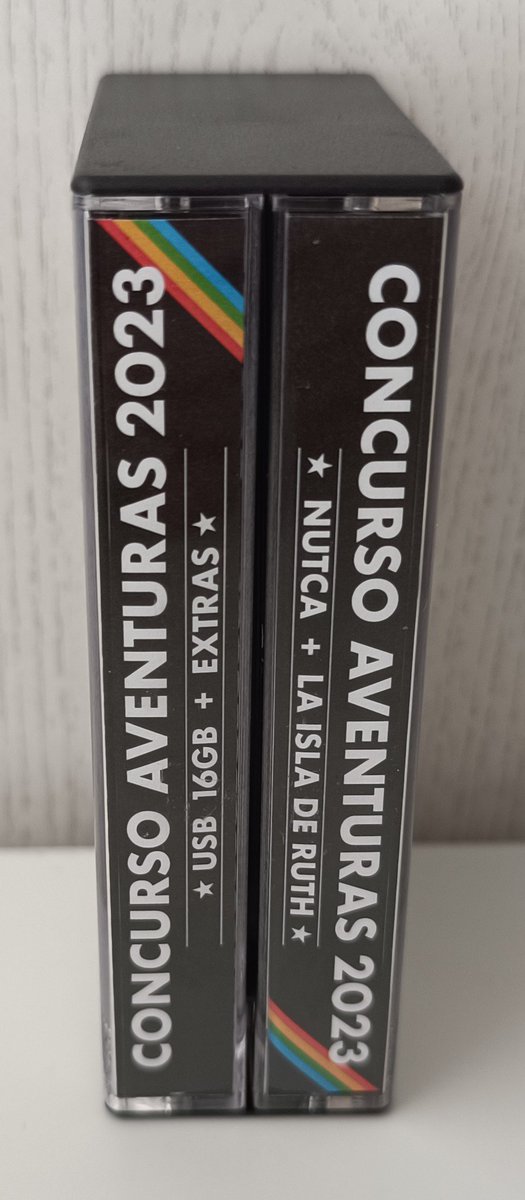 CONCURSO AVENTURAS 2023
★ USB 16GB + EXTRAS ★
CONCURSO AVENTURAS 2023
★ NUTCA + LA ISLA DE RUTH ★